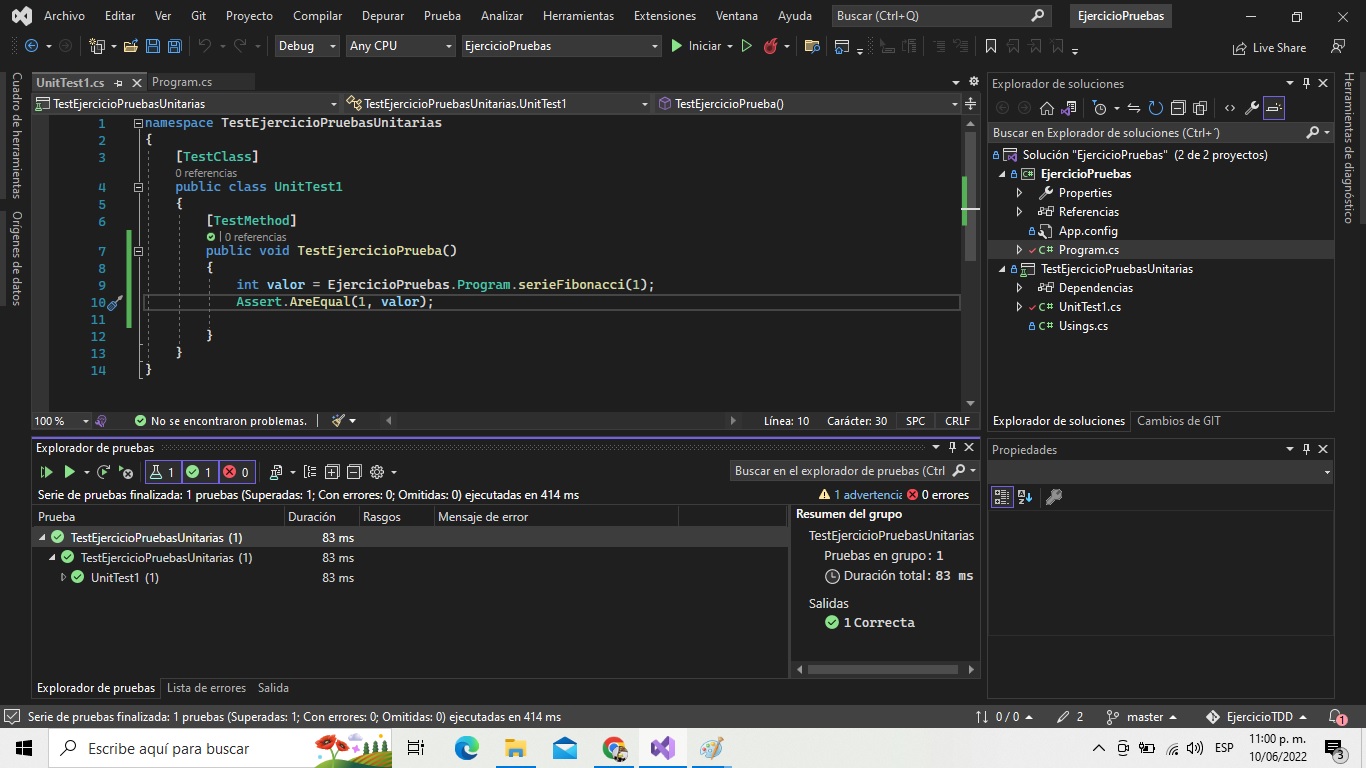 Archivo Editar Ver Git Proyecto Compilar Depurar Prueba Analizar Herramientas Extensiones Ventana Ayuda Buscar (Ctrl+Q) EjercicioPruebas
Debug Any CPU EjercicioPruebas Iniciar Live Share
Cuadro de herramientas
Orígenes de datos
UnitTest1.cs Program.cs
TestEjercicioPruebasUnitarias TestEjercicioPruebasUnitarias.UnitTest1 TestEjercicioPrueba()
1 namespace TestEjercicioPruebasUnitarias
2 {
3 [TestClass]
0 referencias
4 public class UnitTest1
5 {
6 [TestMethod]
| 0 referencias
7 public void TestEjercicioPrueba()
8 {
9 int valor = EjercicioPruebas.Program.serieFibonacci(1);
10 Assert.AreEqual(1, valor);
11
12 }
13 }
14 }
100 % No se encontraron problemas. Línea: 10 Carácter: 30 SPC CRLF
Explorador de soluciones
Buscar en Explorador de soluciones (Ctrl+´)
Solución "EjercicioPruebas" (2 de 2 proyectos)
EjercicioPruebas
Properties
Referencias
App.config
Program.cs
TestEjercicioPruebasUnitarias
Dependencias
UnitTest1.cs
Usings.cs
Explorador de soluciones Cambios de GIT
Herramientas de diagnóstico
Explorador de pruebas
1 1 0 Buscar en el explorador de pruebas (Ctrl
Serie de pruebas finalizada: 1 pruebas (Superadas: 1; Con errores: 0; Omitidas: 0) ejecutadas en 414 ms 1 advertencia 0 errores
Prueba Duración Rasgos Mensaje de error
TestEjercicioPruebasUnitarias (1) 83 ms
TestEjercicioPruebasUnitarias (1) 83 ms
UnitTest1 (1) 83 ms
Resumen del grupo
TestEjercicioPruebasUnitarias
Pruebas en grupo: 1
Duración total: 83 ms
Salidas
1 Correcta
Explorador de pruebas Lista de errores Salida
Propiedades
Serie de pruebas finalizada: 1 pruebas (Superadas: 1; Con errores: 0; Omitidas: 0) ejecutadas en 414 ms 0 / 0 2 master EjercicioTDD 1
Escribe aquí para buscar ESP 11:00 p. m.
10/06/2022 3